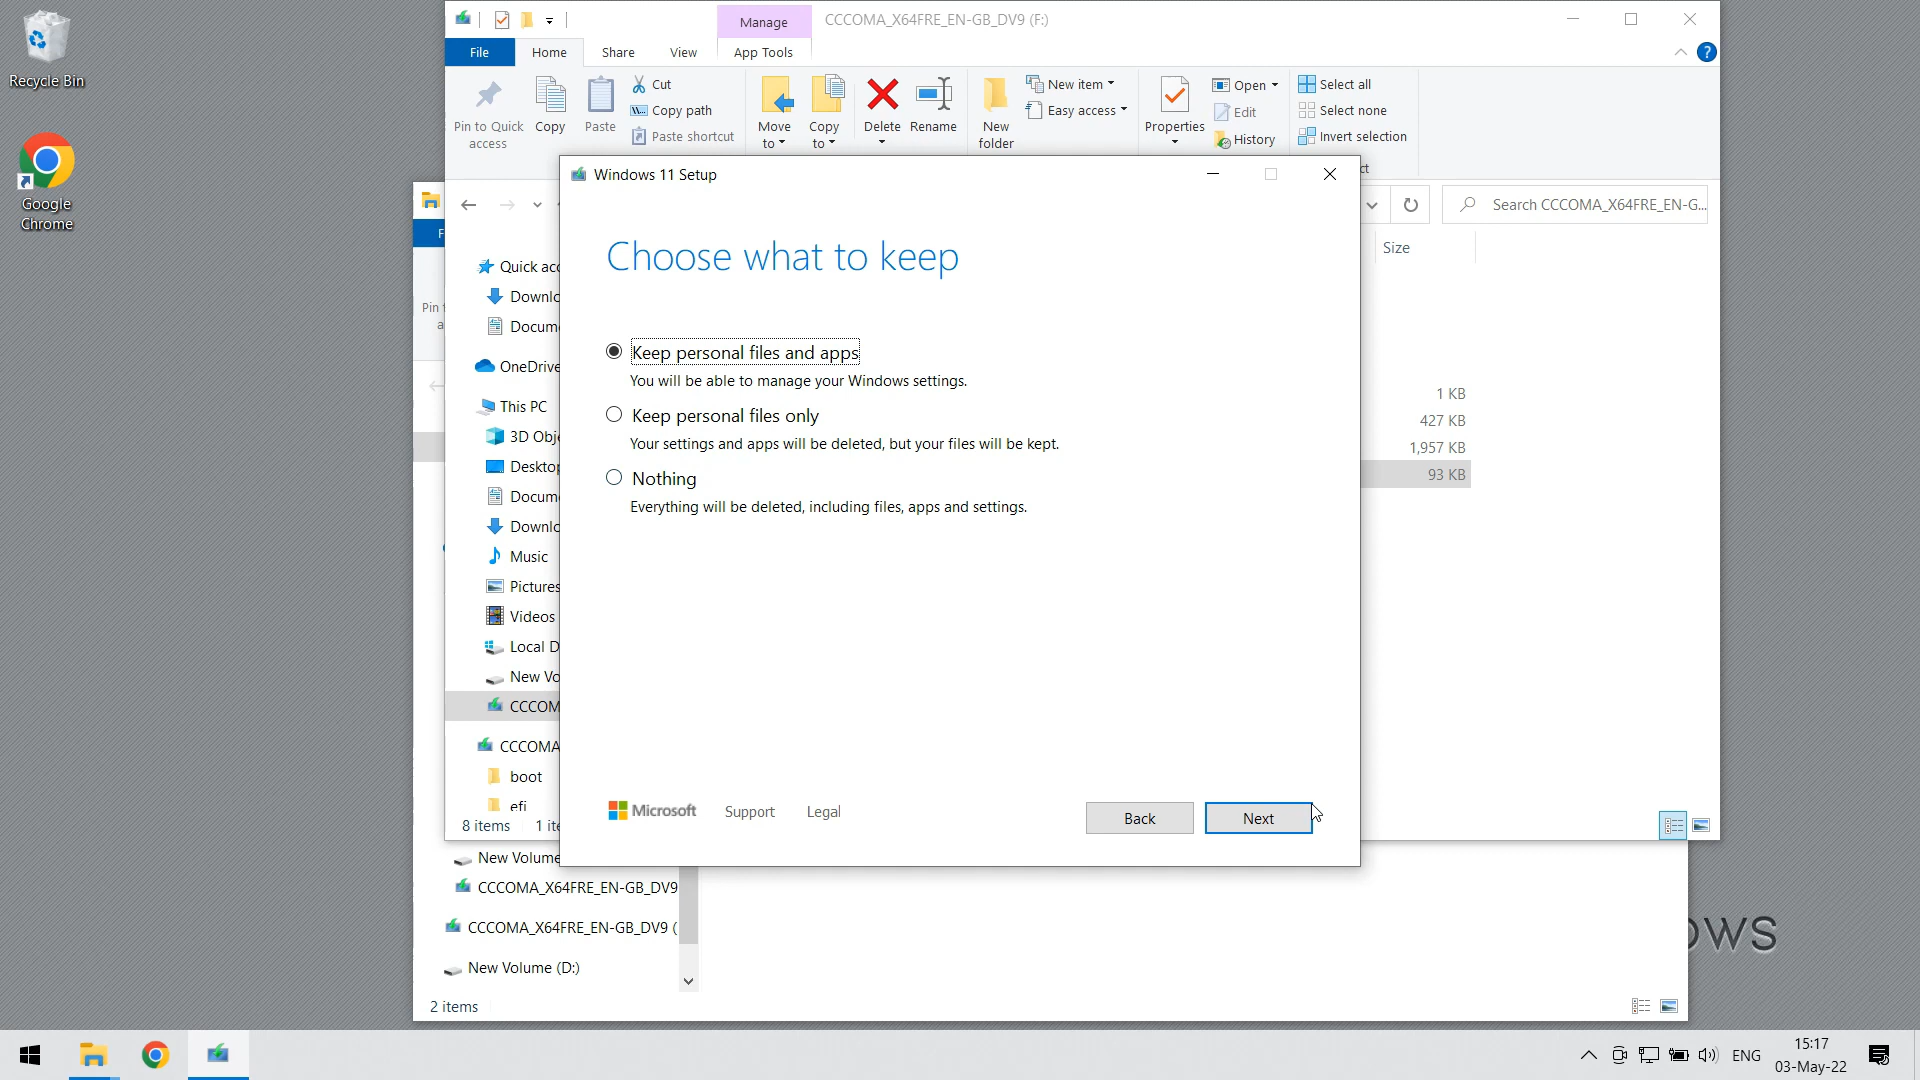 Recycle Bin
Google
Chrome
Manage
CCCOMA_X64FRE_EN-GB_DV9 (F:)
File
Home
Share
View
App Tools
Pin to Quick
access
Copy
Paste
Cut
Copy path
Paste shortcut
Move
to
Copy
to
Delete
Rename
New
folder
New item
Easy access
Properties
Open
Edit
History
Select all
Select none
Invert selection
Windows 11 Setup
Search CCCOMA_X64FRE_EN-G...
Size
Choose what to keep
Keep personal files and apps
You will be able to manage your Windows settings.
Keep personal files only
Your settings and apps will be deleted, but your files will be kept.
Nothing
Everything will be deleted, including files, apps and settings.
Microsoft
Support
Legal
Back
Next
1 KB
427 KB
1,957 KB
93 KB
Pin
Quick acc
Downlo
Docum
OneDrive
This PC
3D Obje
Desktop
Docum
Downlo
Music
Pictures
Videos
Local D
New Vo
CCCOM
CCCOMA
boot
efi
8 items
1 ite
New Volume
CCCOMA_X64FRE_EN-GB_DV9
CCCOMA_X64FRE_EN-GB_DV9 (
New Volume (D:)
2 items
OWS
ENG
15:17
03-May-22